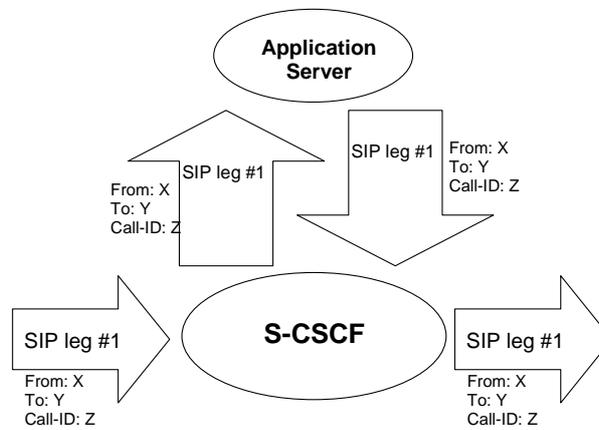 Application
Server
SIP leg #1
From: X
To: Y
Call-ID: Z
SIP leg #1
From: X
To: Y
Call-ID: Z
S-CSCF
SIP leg #1
From: X
To: Y
Call-ID: Z
SIP leg #1
From: X
To: Y
Call-ID: Z